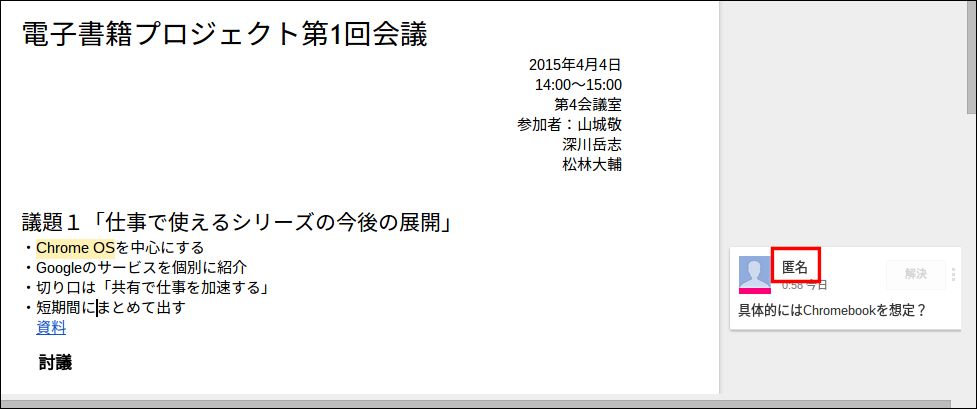 電子書籍プロジェクト第1回会議
2015年4月4日
14:00～15:00
第4会議室
参加者：山城敬
深川岳志
松林大輔
議題１「仕事で使えるシリーズの今後の展開」
・Chrome OSを中心にする
・Googleのサービスを個別に紹介
・切り口は「共有で仕事を加速する」
・短期間にまとめて出す
資料
討議
匿名
解決
0:58 今日
具体的にはChromebookを想定？